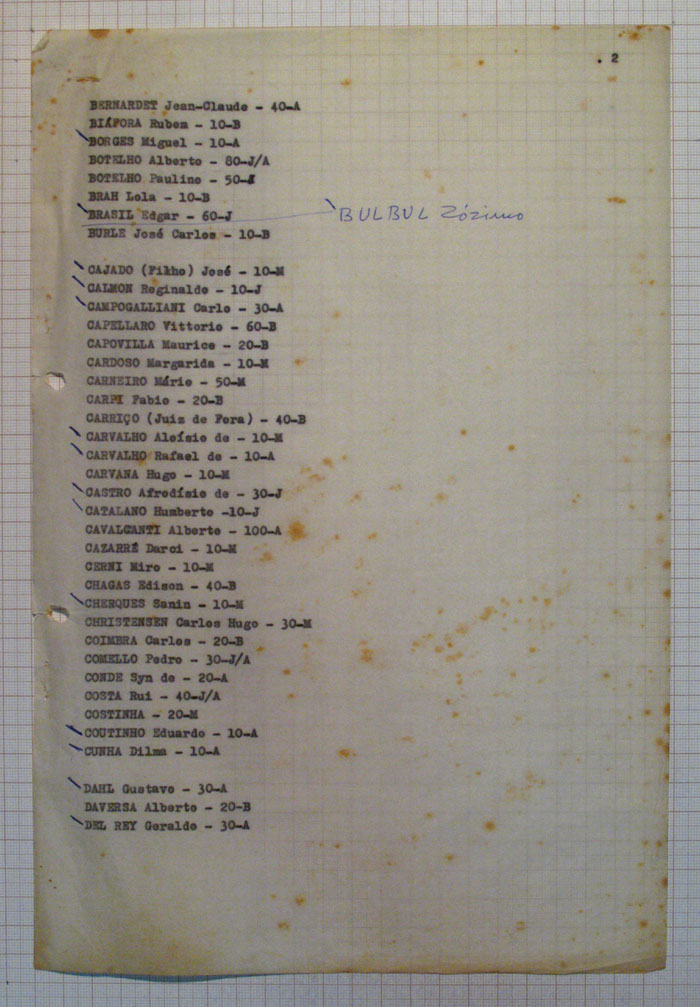 . 2
BERNARDET Jean-Claude - 40-A
BIÁFORA Rubem - 10-B
BORGES Miguel - 10-A
BOTELHO Alberto - 80-J/A
BOTELHO Paulino - 50-J
BRAH Lola - 10-B
BRASIL Edgar - 60-J BULBUL Zózimo
BURLE José Carlos - 10-B
CAJADO (Filho) José - 10-M
CALMON Reginaldo - 10-J
CAMPOGALLIANI Carlo - 30-A
CAPELLARO Vittorio - 60-B
CAPOVILLA Maurice - 20-B
CARDOSO Margarida - 10-M
CARNEIRO Mário - 50-M
CARPI Fabio - 20-B
CARRIÇO (Juiz de Fora) - 40-B
CARVALHO Aloísio de - 10-M
CARVALHO Rafael de - 10-A
CARVANA Hugo - 10-M
CASTRO Afrodísio de - 30-J
CATALANO Humberto -10-J
CAVALCANTI Alberto - 100-A
CAZARRÉ Darci - 10-M
CERNI Miro - 10-M
CHAGAS Edison - 40-B
CHERQUES Sanin - 10-M
CHRISTENSEN Carlos Hugo - 30-M
COIMBRA Carlos - 20-B
COMELLO Pedro - 30-J/A
CONDE Syn de - 20-A
COSTA Rui - 40-J/A
COSTINHA - 20-M
COUTINHO Eduardo - 10-A
CUNHA Dilma - 10-A
DAHL Gustavo - 30-A
DAVERSA Alberto - 20-B
DEL REY Geraldo - 30-A